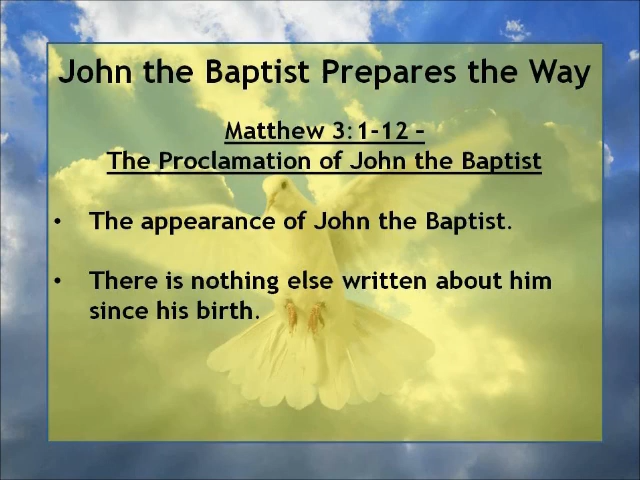 John the Baptist Prepares the Way
Matthew 3:1-12 –
The Proclamation of John the Baptist
• The appearance of John the Baptist.
• There is nothing else written about him
since his birth.